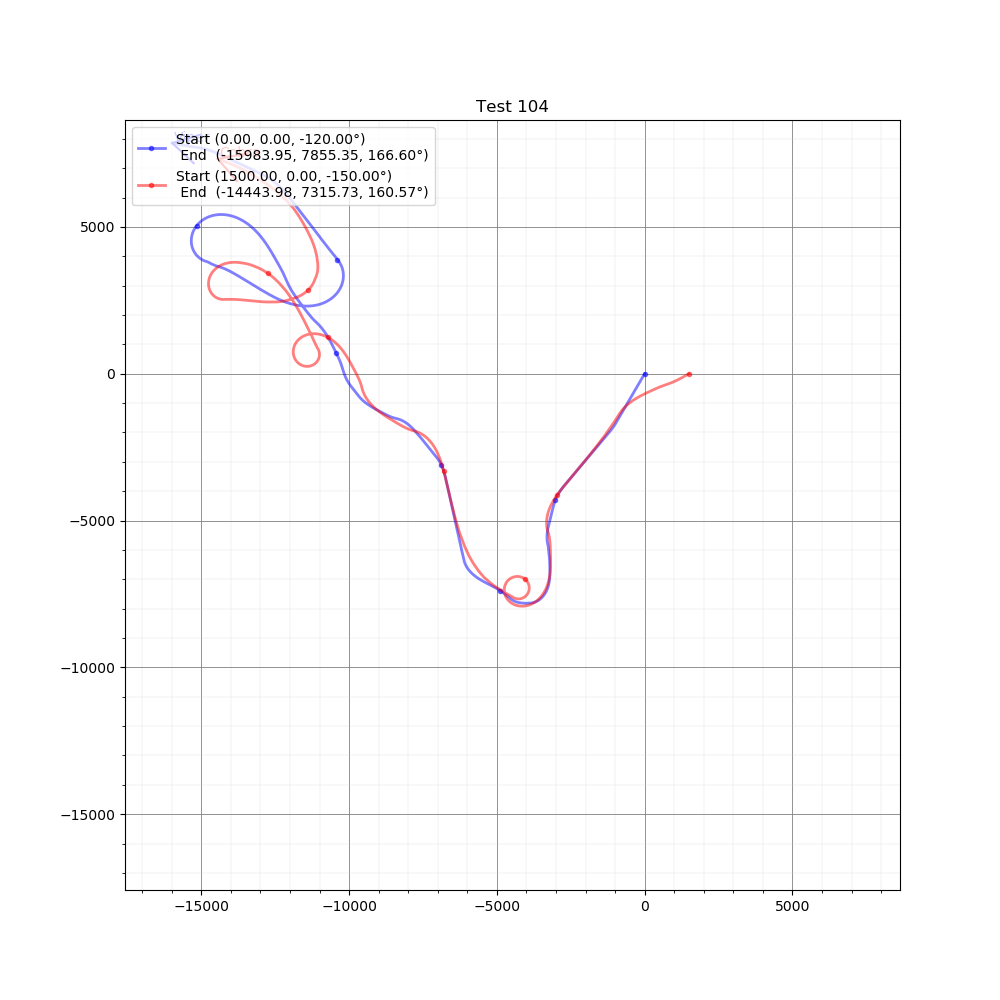 Test 104
Start (0.00, 0.00, -120.00°)
End (-15983.95, 7855.35, 166.60°)
Start (1500.00, 0.00, -150.00°)
End (-14443.98, 7315.73, 160.57°)
5000
0
−5000
−10000
−15000
−15000 −10000 −5000 0 5000